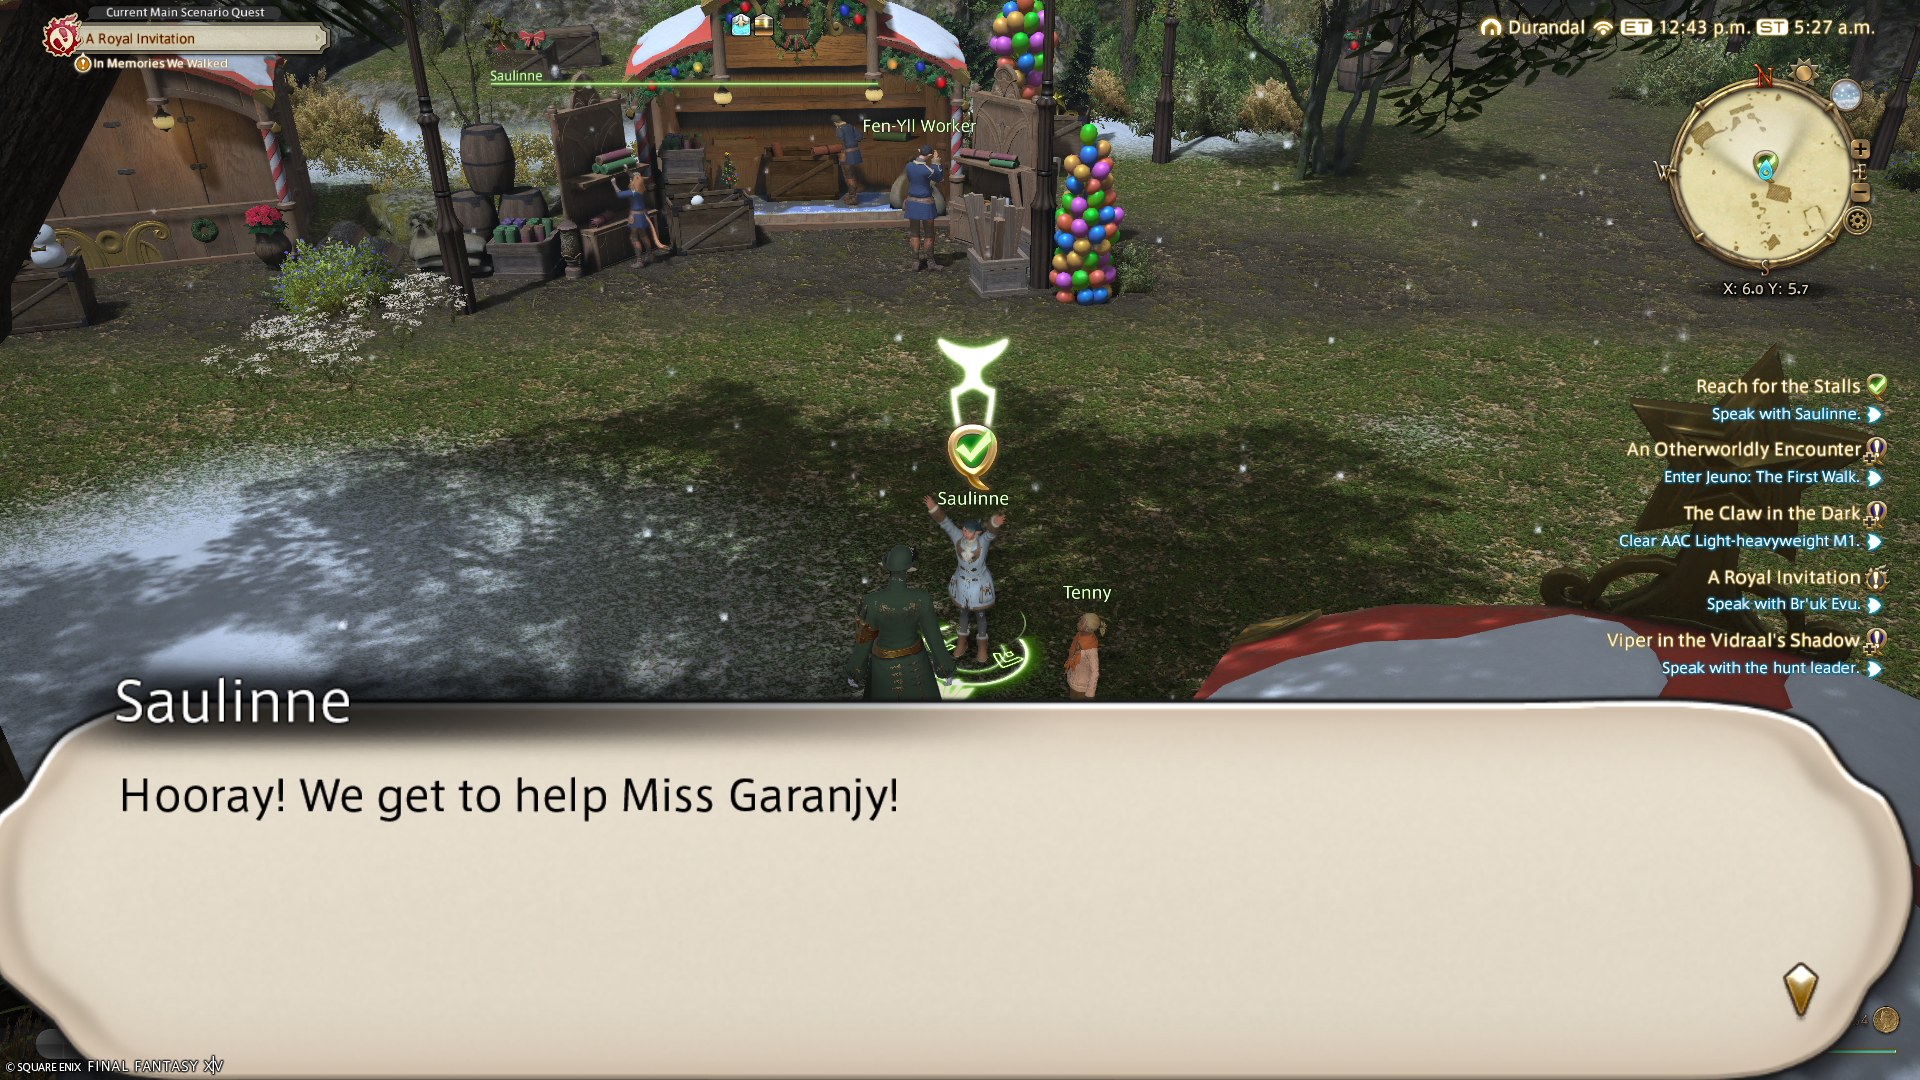 Current Main Scenario Quest
A Royal Invitation
In Memories We Walked
Saulinne
Durandal ET 12:43 p.m. ST 5:27 a.m.
N
W
E
S
X: 6.0 Y: 5.7
Fen-Yll Worker
Reach for the Stalls
Speak with Saulinne.
An Otherworldly Encounter
Enter Jeuno: The First Walk.
The Claw in the Dark
Clear AAC Light-heavyweight M1.
A Royal Invitation
Speak with Br'uk Evu.
Viper in the Vidraal's Shadow
Speak with the hunt leader.
Saulinne
Tenny
Saulinne
Hooray! We get to help Miss Garanjy!
© SQUARE ENIX FINAL FANTASY XIV